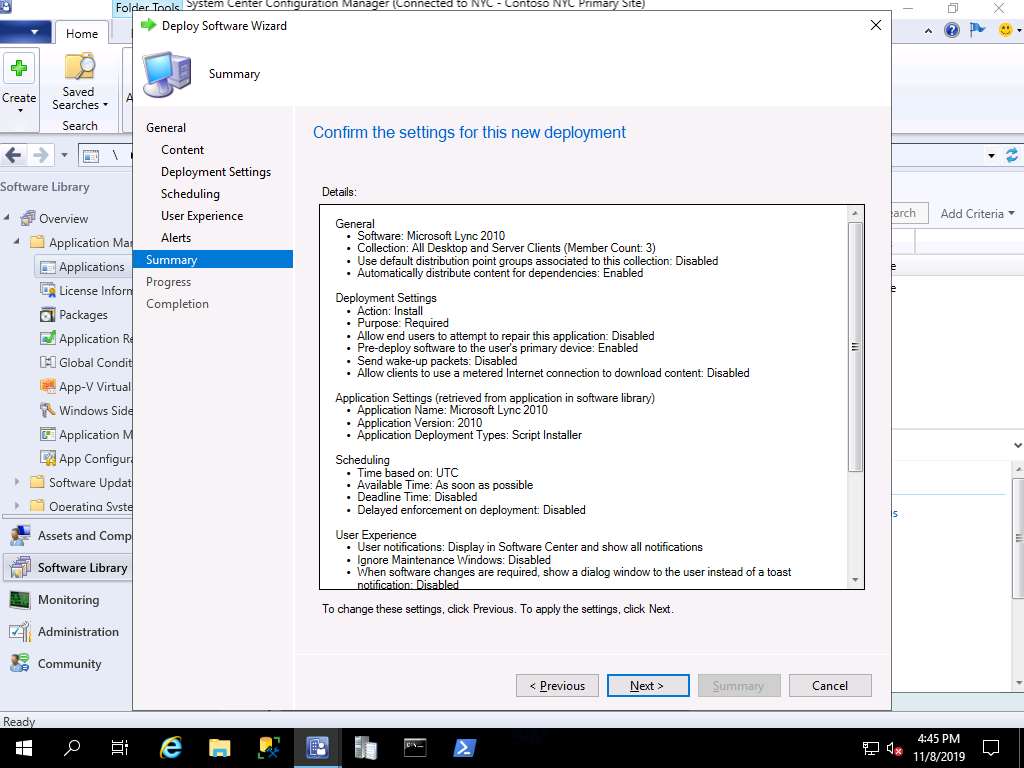 Folder Tools
System Center Configuration Manager (Connected to NYC - Contoso NYC Primary Site)
Deploy Software Wizard
Home
Create
Saved
Searches
Search
A
Summary
General
Content
Deployment Settings
Scheduling
User Experience
Alerts
Summary
Progress
Completion
Confirm the settings for this new deployment
Details:
General
• Software: Microsoft Lync 2010
• Collection: All Desktop and Server Clients (Member Count: 3)
• Use default distribution point groups associated to this collection: Disabled
• Automatically distribute content for dependencies: Enabled
Deployment Settings
• Action: Install
• Purpose: Required
• Allow end users to attempt to repair this application: Disabled
• Pre-deploy software to the user's primary device: Enabled
• Send wake-up packets: Disabled
• Allow clients to use a metered Internet connection to download content: Disabled
Application Settings (retrieved from application in software library)
• Application Name: Microsoft Lync 2010
• Application Version: 2010
• Application Deployment Types: Script Installer
Scheduling
• Time based on: UTC
• Available Time: As soon as possible
• Deadline Time: Disabled
• Delayed enforcement on deployment: Disabled
User Experience
• User notifications: Display in Software Center and show all notifications
• Ignore Maintenance Windows: Disabled
• When software changes are required, show a dialog window to the user instead of a toast
notification: Disabled
To change these settings, click Previous. To apply the settings, click Next.
< Previous
Next >
Summary
Cancel
\
Software Library
Overview
Application Mar
Applications
License Inform
Packages
Application Re
Global Condit
App-V Virtual
Windows Side
Application M
App Configura
Software Updat
Operating Syste
Assets and Comp
Software Library
Monitoring
Administration
Community
arch
Add Criteria
e
e
s
Ready
4:45 PM
11/8/2019